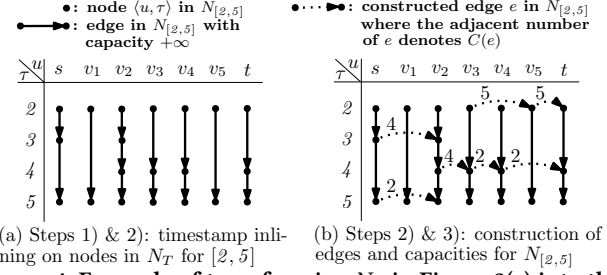 •: node ⟨u, τ⟩ in N[2,5]
•→•: edge in N[2,5] with
capacity +∞
•⋯→•: constructed edge e in N[2,5]
where the adjacent number
of e denotes C(e)
τ \ u s v1 v2 v3 v4 v5 t
2
3
4
5
τ \ u s v1 v2 v3 v4 v5 t
2 5 5
3 4
4 4 2 2
5 2
(a) Steps 1) & 2): timestamp inli-
ning on nodes in NT for [2, 5]
(b) Steps 2) & 3): construction of
edges and capacities for N[2,5]